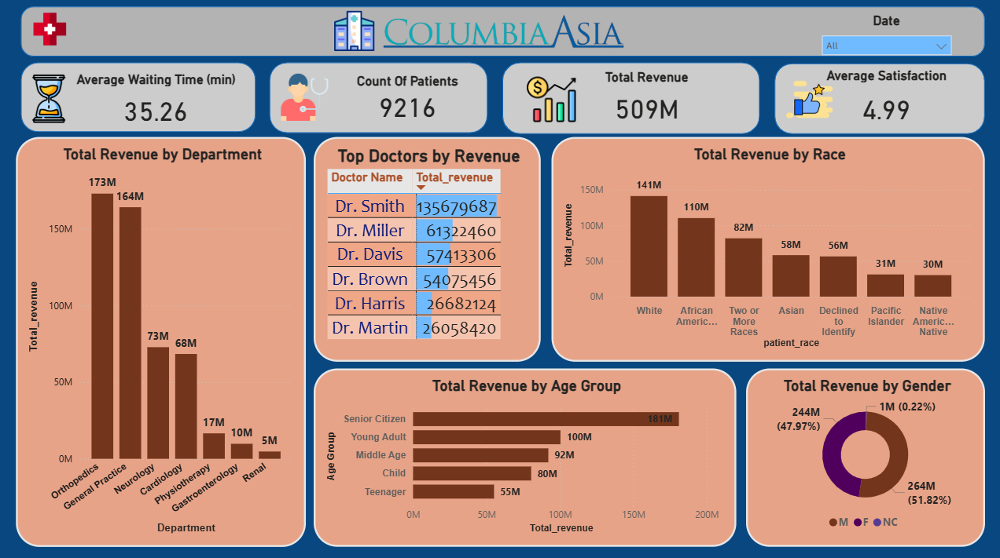 COLUMBIAASIA
Date
All
Average Waiting Time (min)
35.26
Count Of Patients
9216
Total Revenue
509M
Average Satisfaction
4.99
Total Revenue by Department
173M
164M
150M
100M
73M
68M
50M
17M
10M
5M
0M
Total_revenue
Orthopedics
General Practice
Neurology
Cardiology
Physiotherapy
Gastroenterology
Renal
Department
Top Doctors by Revenue
Doctor Name Total_revenue
Dr. Smith 135679687
Dr. Miller 61322460
Dr. Davis 57413306
Dr. Brown 54075456
Dr. Harris 26682124
Dr. Martin 26058420
Total Revenue by Race
150M
100M
50M
0M
Total_revenue
141M
110M
82M
58M
56M
31M
30M
White
African
Americ...
Two or
More
Races
Asian
Declined
to
Identify
Pacific
Islander
Native
Americ...
Native
patient_race
Total Revenue by Age Group
Age Group
Senior Citizen 181M
Young Adult 100M
Middle Age 92M
Child 80M
Teenager 55M
0M 50M 100M 150M 200M
Total_revenue
Total Revenue by Gender
1M (0.22%)
244M
(47.97%)
264M
(51.82%)
M F NC